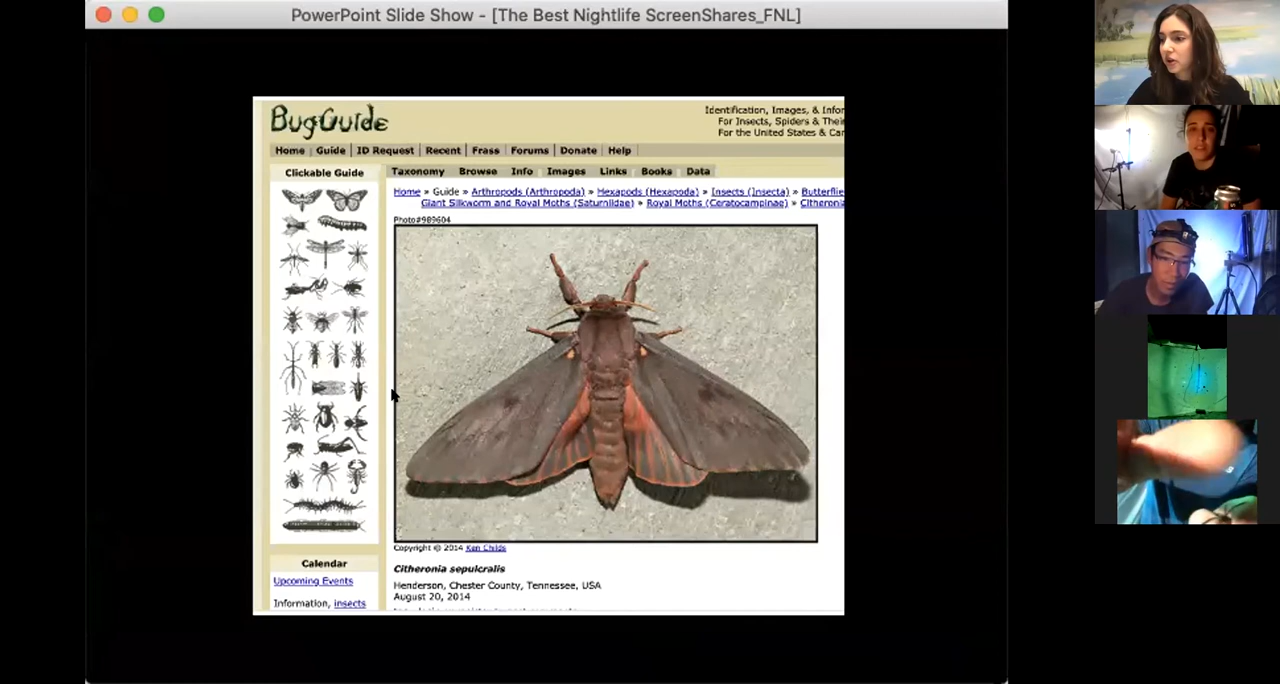 PowerPoint Slide Show - [The Best Nightlife ScreenShares_FNL]
BugGuide
Identification, Images, & Infor
For Insects, Spiders & Thei
For the United States & Car
Home Guide ID Request Recent Frass Forums Donate Help
Clickable Guide
Taxonomy Browse Info Images Links Books Data
Home » Guide » Arthropods (Arthropoda) » Hexapods (Hexapoda) » Insects (Insecta) » Butterflie
Giant Silkworm and Royal Moths (Saturniidae) » Royal Moths (Ceratocampinae) » Citheronia
Photo#989604
Copyright © 2014 Ken Childs
Citheronia sepulcralis
Henderson, Chester County, Tennessee, USA
August 20, 2014
Calendar
Upcoming Events
Information, insects